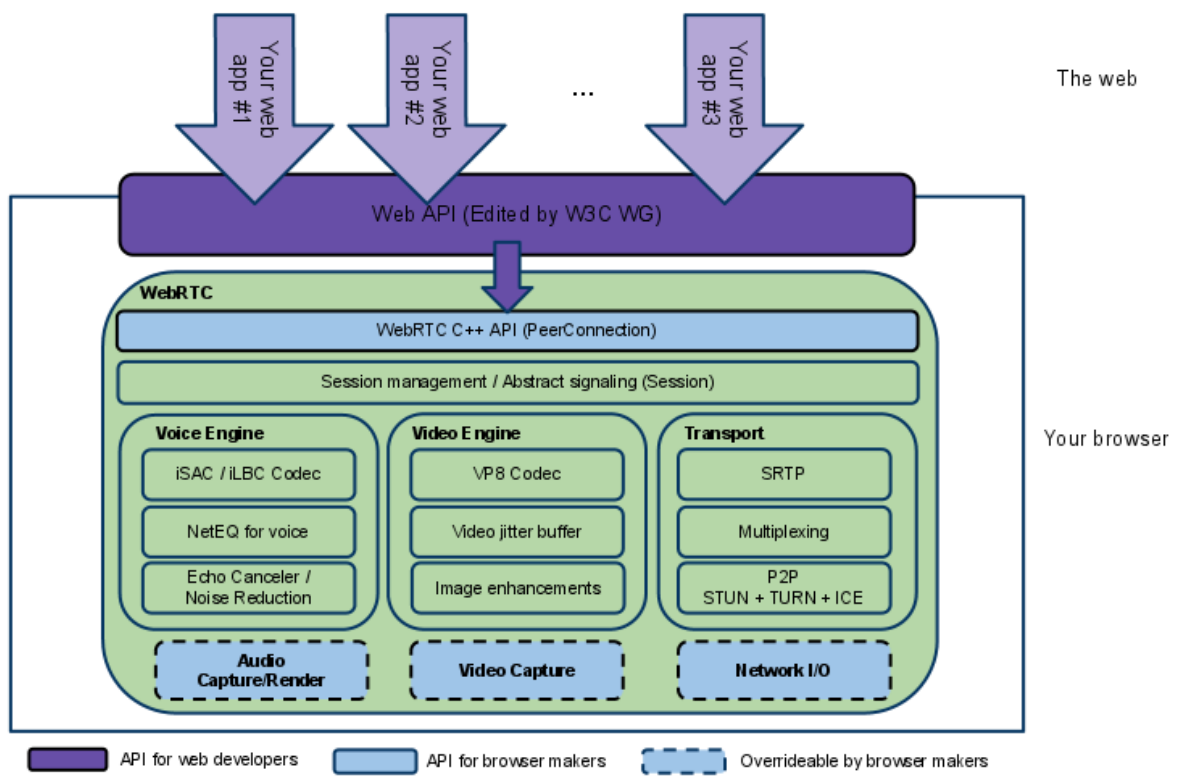 Your web
app #1
Your web
app #2
...
Your web
app #3
The web
Web API (Edited by W3C WG)
WebRTC
WebRTC C++ API (PeerConnection)
Session management / Abstract signaling (Session)
Your browser
Voice Engine
iSAC / iLBC Codec
NetEQ for voice
Echo Canceler /
Noise Reduction
Video Engine
VP8 Codec
Video jitter buffer
Image enhancements
Transport
SRTP
Multiplexing
P2P
STUN + TURN + ICE
Audio
Capture/Render
Video Capture
Network I/O
API for web developers
API for browser makers
Overrideable by browser makers